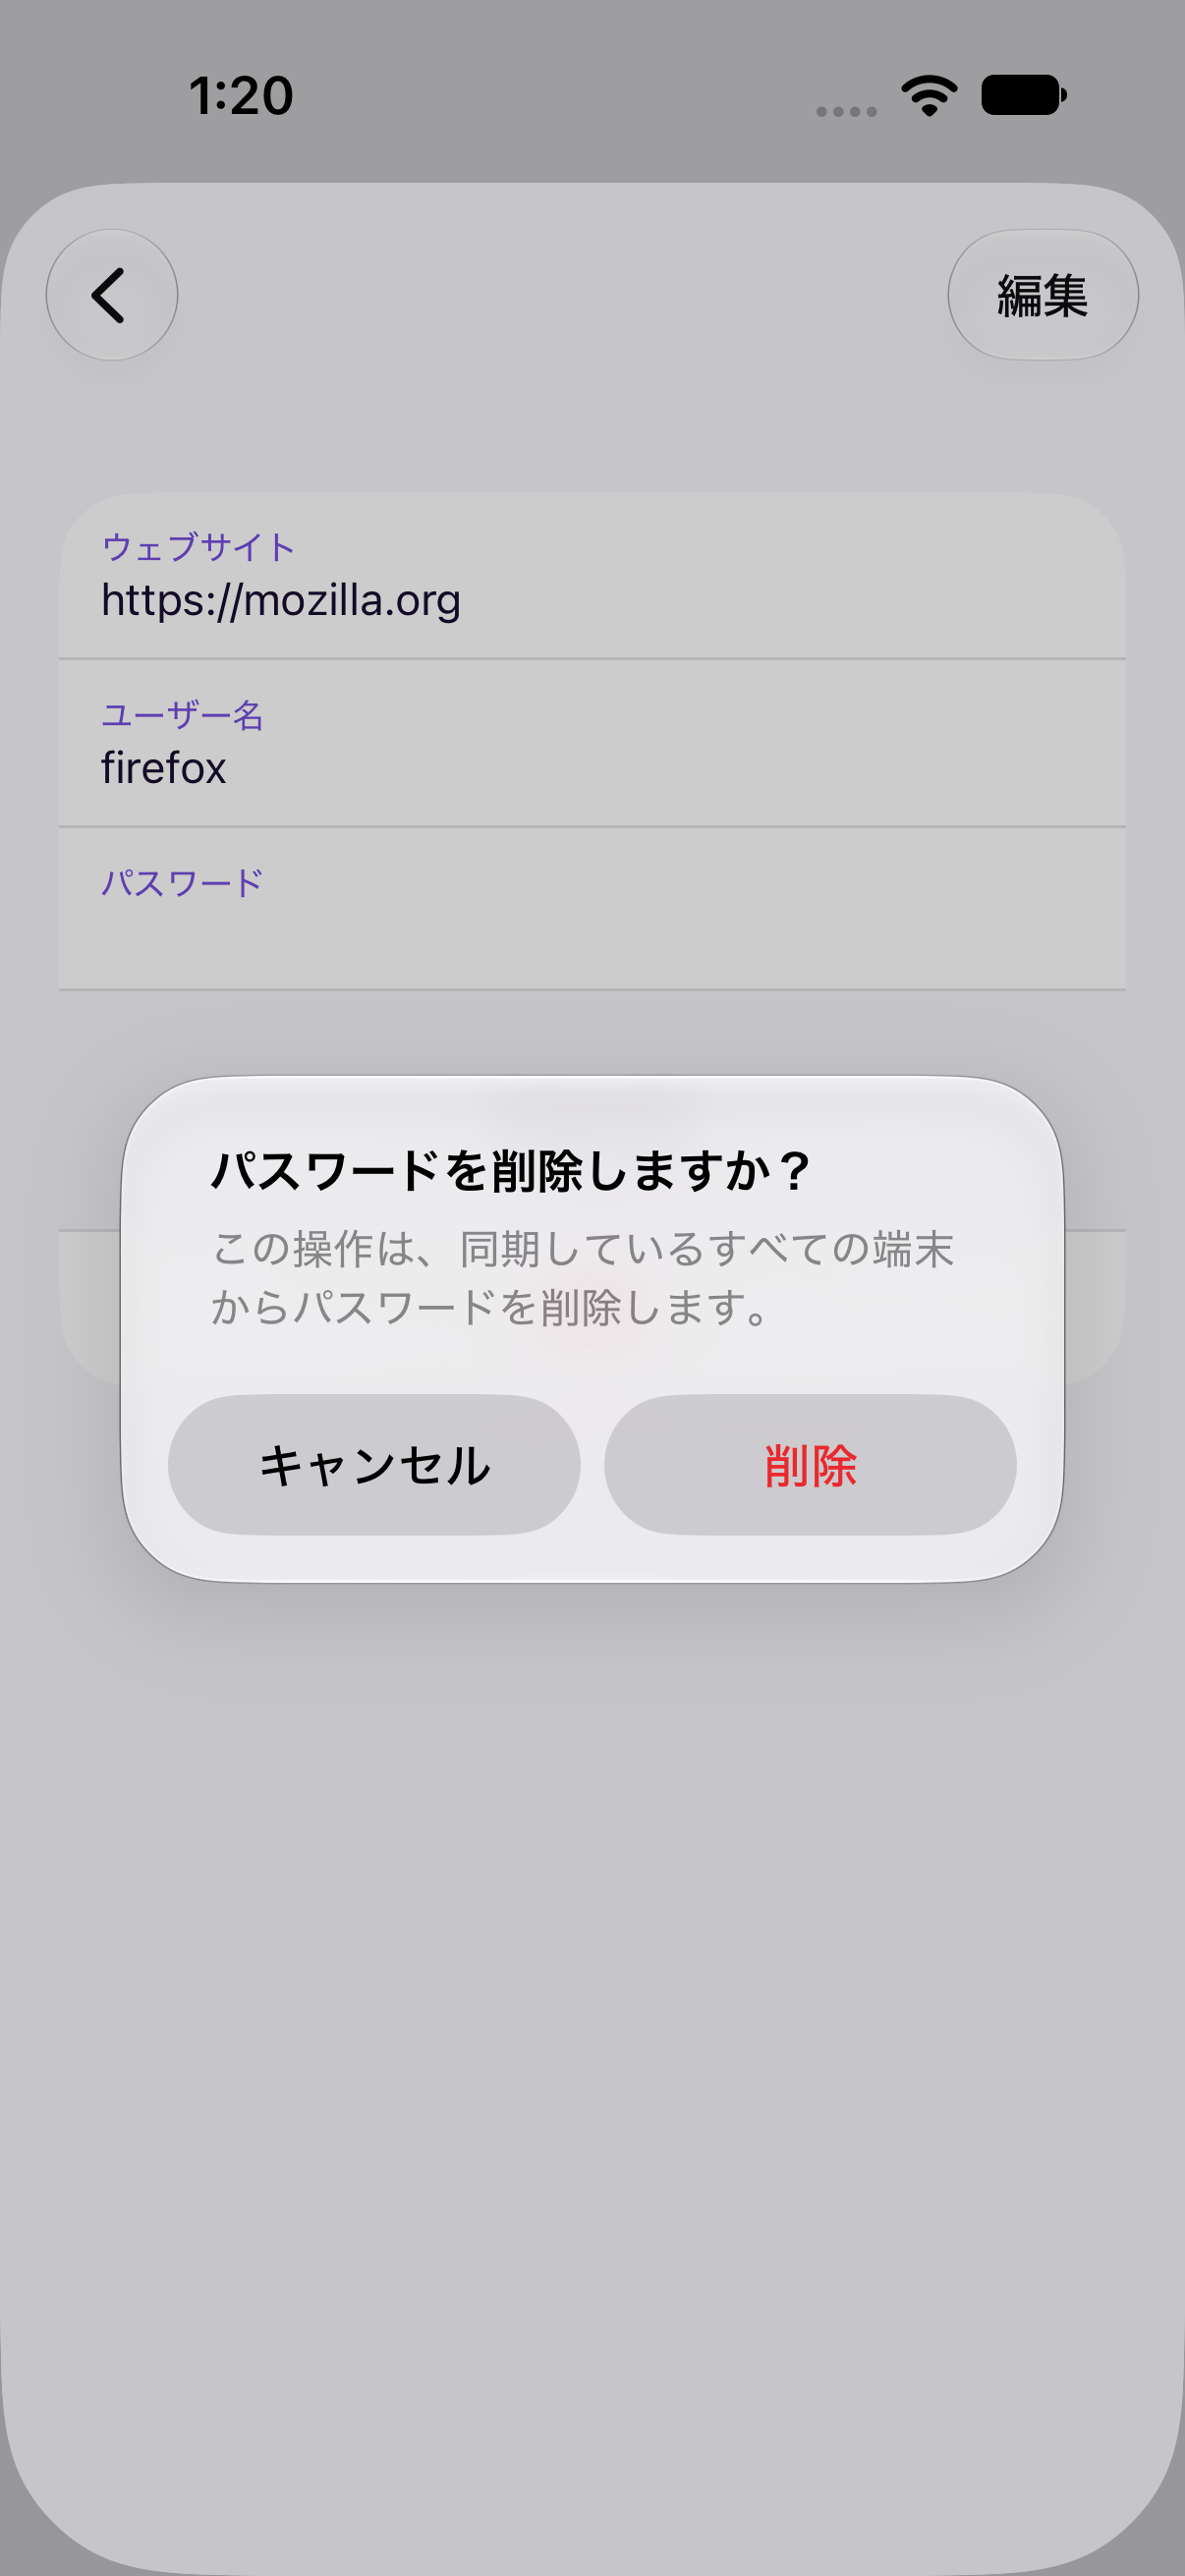 1:20
編集
ウェブサイト
https://mozilla.org
ユーザー名
firefox
パスワード
パスワードを削除しますか？
この操作は、同期しているすべての端末
からパスワードを削除します。
キャンセル
削除